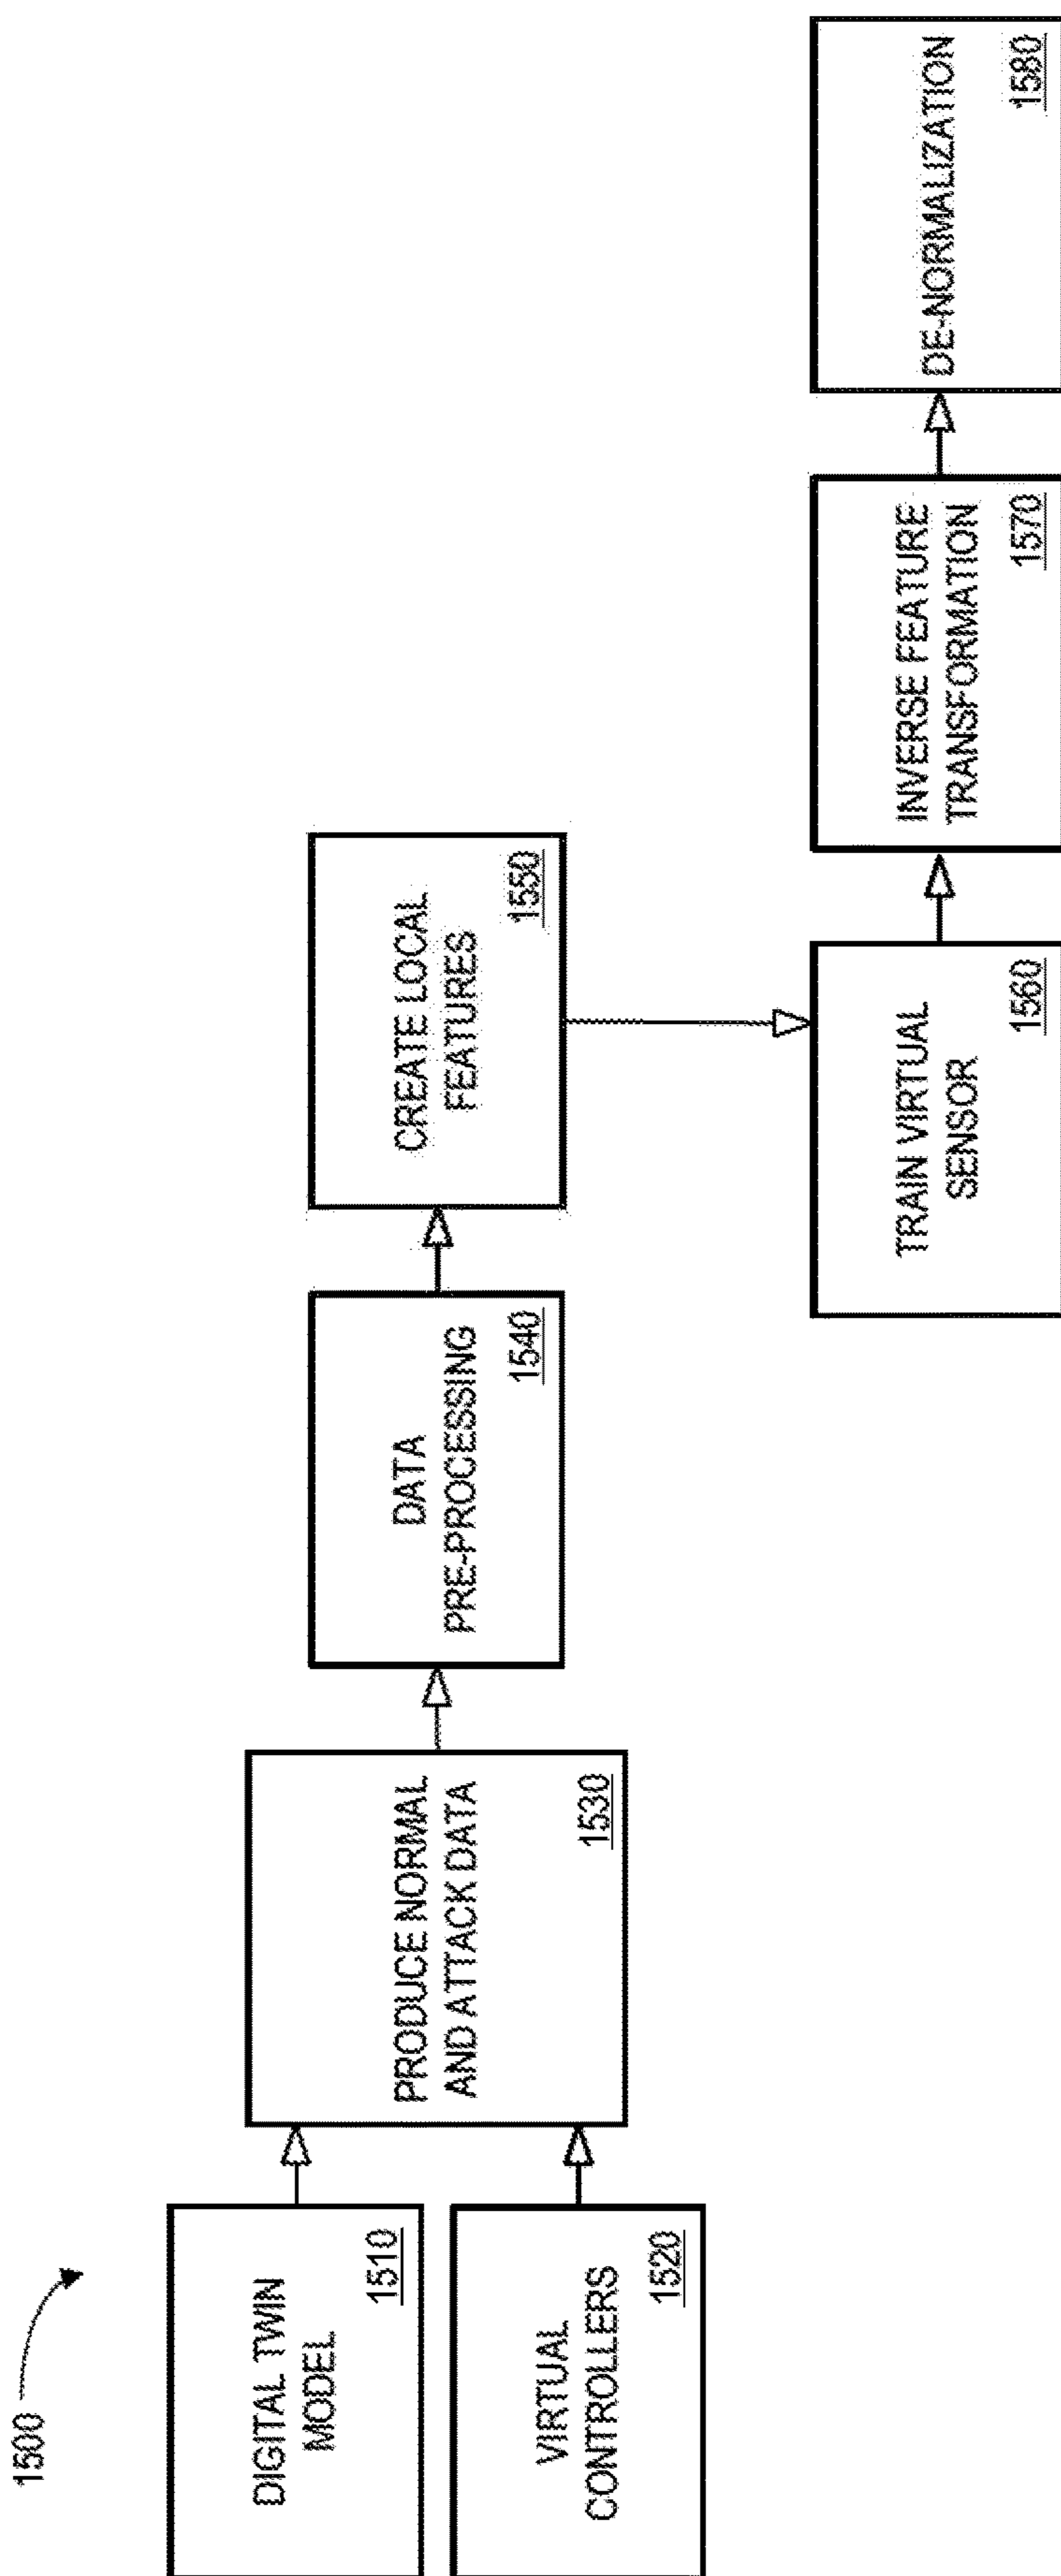 1500
DIGITAL TWIN
MODEL
1510
VIRTUAL
CONTROLLERS
1520
PRODUCE NORMAL
AND ATTACK DATA
1530
DATA
PRE-PROCESSING
1540
CREATE LOCAL
FEATURES
1550
TRAIN VIRTUAL
SENSOR
1560
INVERSE FEATURE
TRANSFORMATION
1570
DE-NORMALIZATION
1580